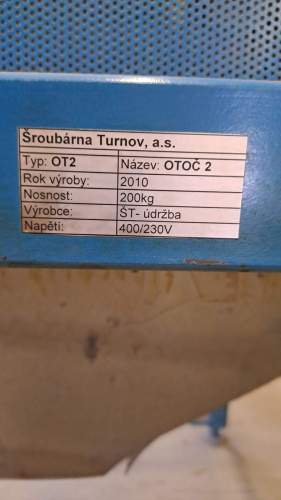 Šroubárna Turnov, a.s.
Typ: OT2 Název: OTOČ 2
Rok výroby: 2010
Nosnost: 200kg
Výrobce: ŠT- údržba
Napětí: 400/230V